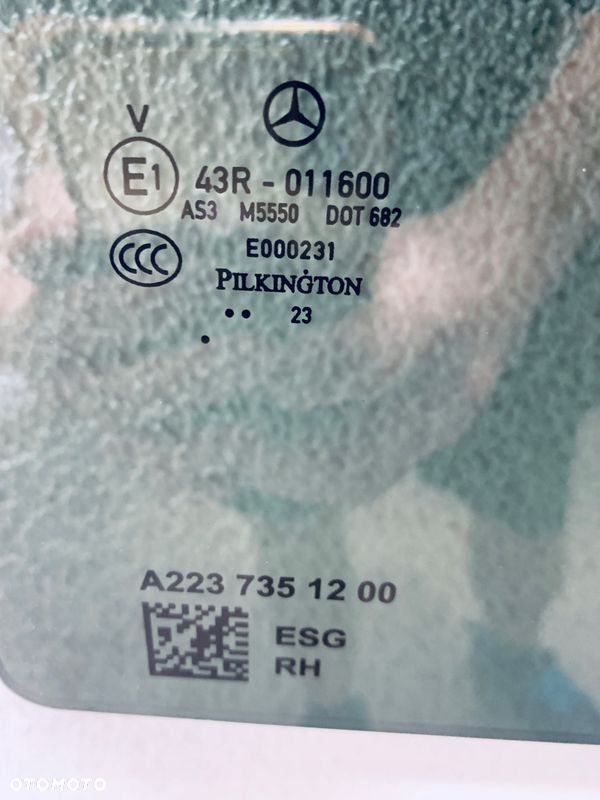 V
E1 43R - 011600
AS3 M5550 DOT 682
CCC E000231
PILKINGTON
•• 23
•
A223 735 12 00
ESG
RH
OTOMOTO